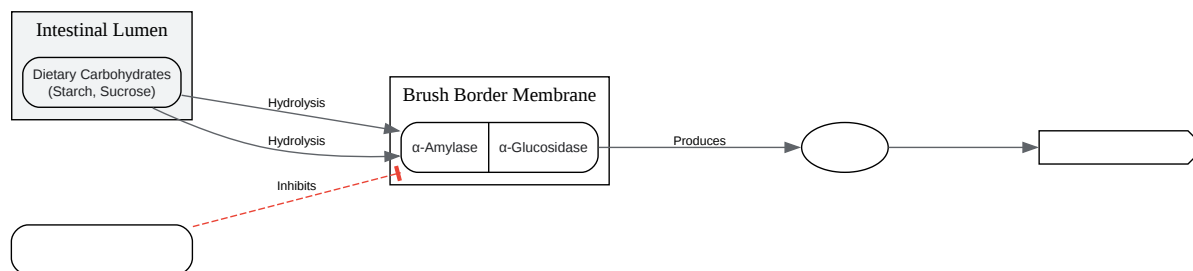 Intestinal Lumen
Dietary Carbohydrates
(Starch, Sucrose)
Hydrolysis
Hydrolysis
Inhibits
Brush Border Membrane
α-Amylase
α-Glucosidase
Produces